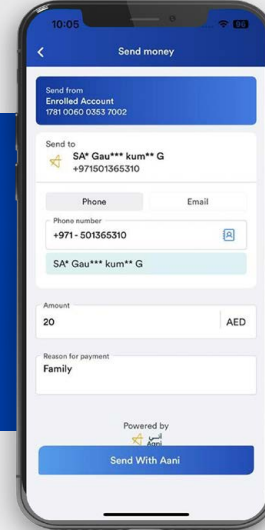 10:05
Send money
Send from
Enrolled Account
1781 0060 0353 7002
Send to
SA* Gau*** kum** G
+971501365310
Phone
Email
Phone number
+971 - 501365310
SA* Gau*** kum** G
Amount
20
AED
Reason for payment
Family
Powered by
آني
Aani
Send With Aani